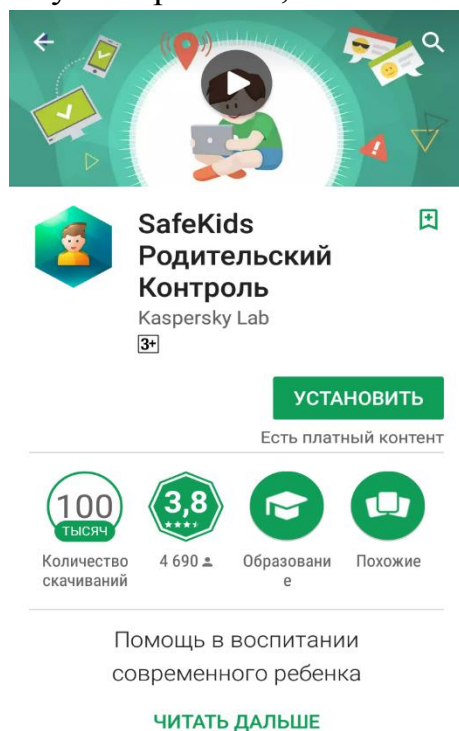 SafeKids
Родительский
Контроль
Kaspersky Lab
3+
УСТАНОВИТЬ
Есть платный контент
100
ТЫСЯЧ
Количество
скачиваний
3,8
4 690
Образовани
е
Похожие
Помощь в воспитании
современного ребенка
ЧИТАТЬ ДАЛЬШЕ